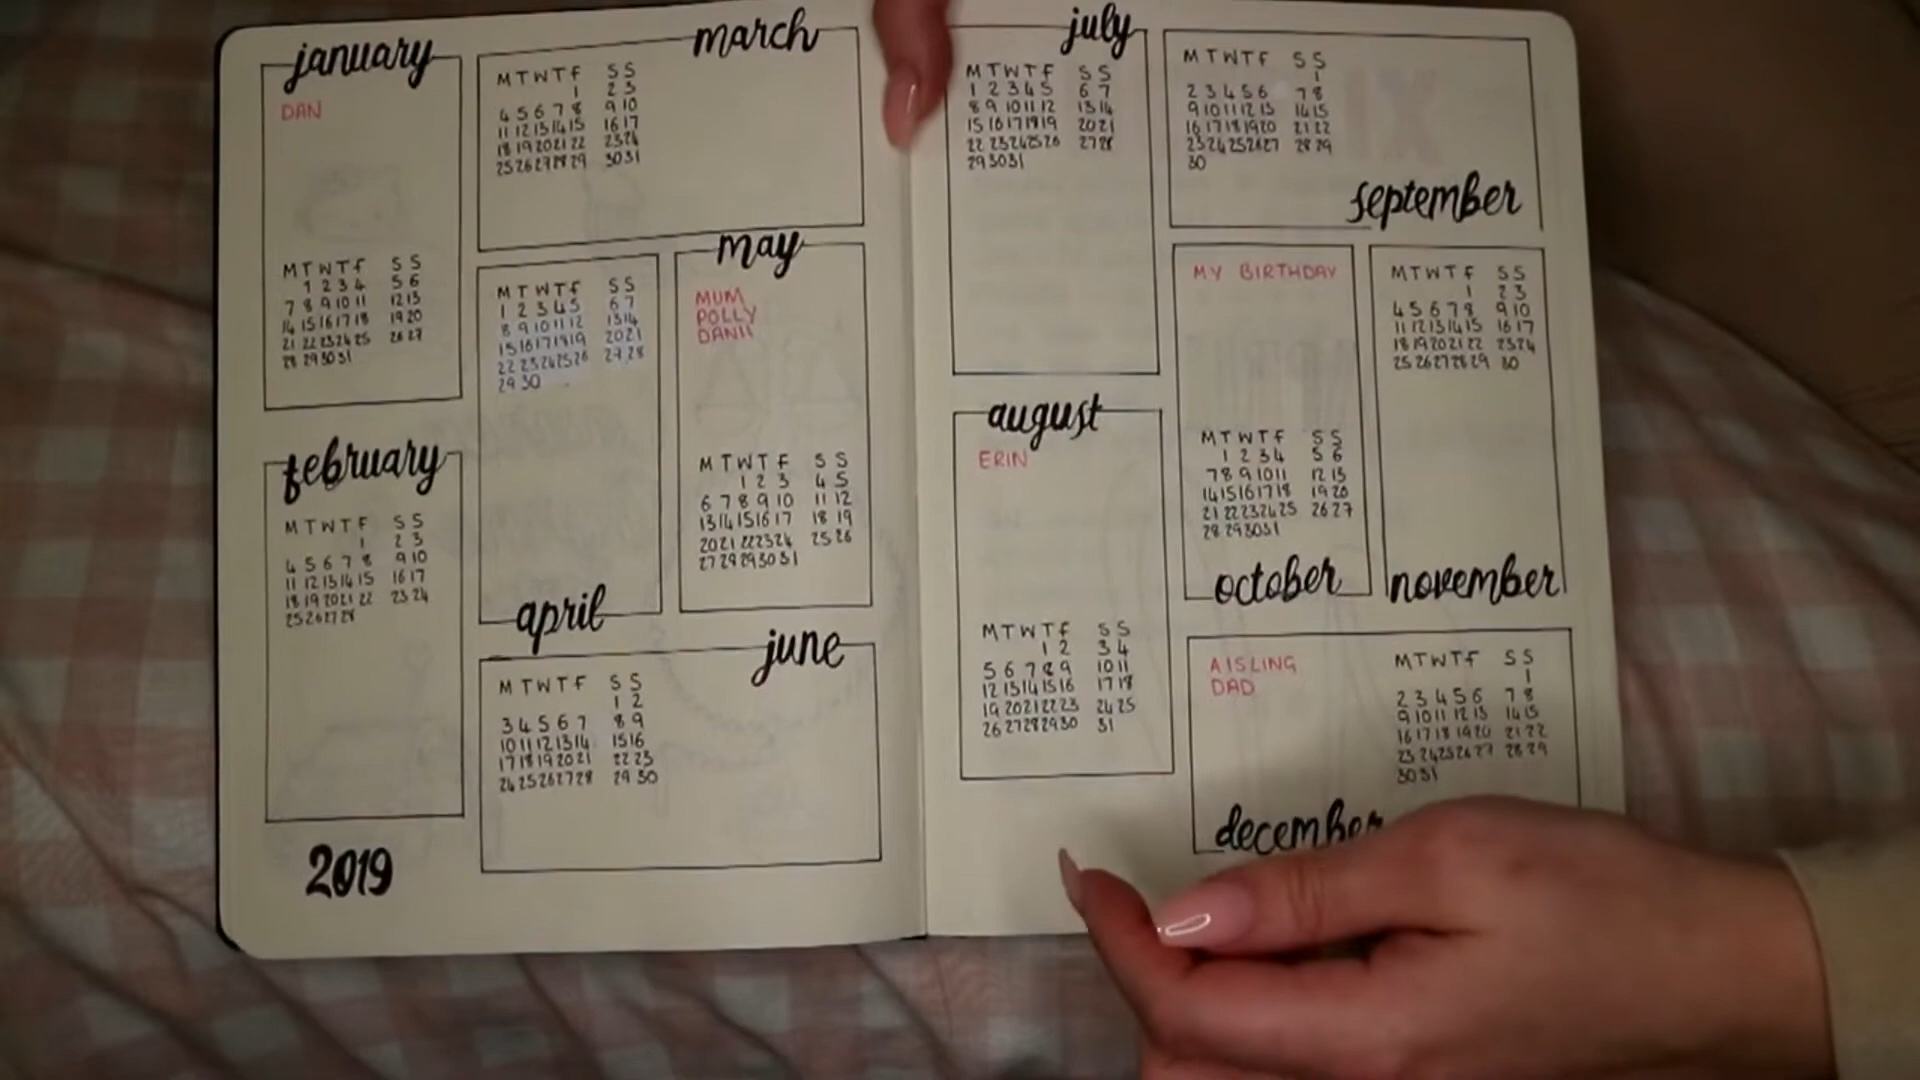 january
DAN
M T W T F S S
1 2 3 4 5 6
7 8 9 10 11 12 13
14 15 16 17 18 19 20
21 22 23 24 25 26 27
28 29 30 31
february
M T W T F S S
1 2 3
4 5 6 7 8 9 10
11 12 13 14 15 16 17
18 19 20 21 22 23 24
25 26 27 28
2019
march
M T W T F S S
1 2 3
4 5 6 7 8 9 10
11 12 13 14 15 16 17
18 19 20 21 22 23 24
25 26 27 28 29 30 31
M T W T F S S
1 2 3 4 5 6 7
8 9 10 11 12 13 14
15 16 17 18 19 20 21
22 23 24 25 26 27 28
29 30
april
may
MUM
POLLY
DANII
M T W T F S S
1 2 3 4 5
6 7 8 9 10 11 12
13 14 15 16 17 18 19
20 21 22 23 24 25 26
27 28 29 30 31
june
M T W T F S S
1 2
3 4 5 6 7 8 9
10 11 12 13 14 15 16
17 18 19 20 21 22 23
24 25 26 27 28 29 30
july
M T W T F S S
1 2 3 4 5 6 7
8 9 10 11 12 13 14
15 16 17 18 19 20 21
22 23 24 25 26 27 28
29 30 31
august
ERIN
M T W T F S S
1 2 3 4
5 6 7 8 9 10 11
12 13 14 15 16 17 18
19 20 21 22 23 24 25
26 27 28 29 30 31
M T W T F S S
1
2 3 4 5 6 7 8
9 10 11 12 13 14 15
16 17 18 19 20 21 22
23 24 25 26 27 28 29
30
september
MY BIRTHDAY
M T W T F S S
1 2 3 4 5 6
7 8 9 10 11 12 13
14 15 16 17 18 19 20
21 22 23 24 25 26 27
28 29 30 31
october
M T W T F S S
1 2 3
4 5 6 7 8 9 10
11 12 13 14 15 16 17
18 19 20 21 22 23 24
25 26 27 28 29 30
november
AISLING
DAD
M T W T F S S
1
2 3 4 5 6 7 8
9 10 11 12 13 14 15
16 17 18 19 20 21 22
23 24 25 26 27 28 29
30 31
december